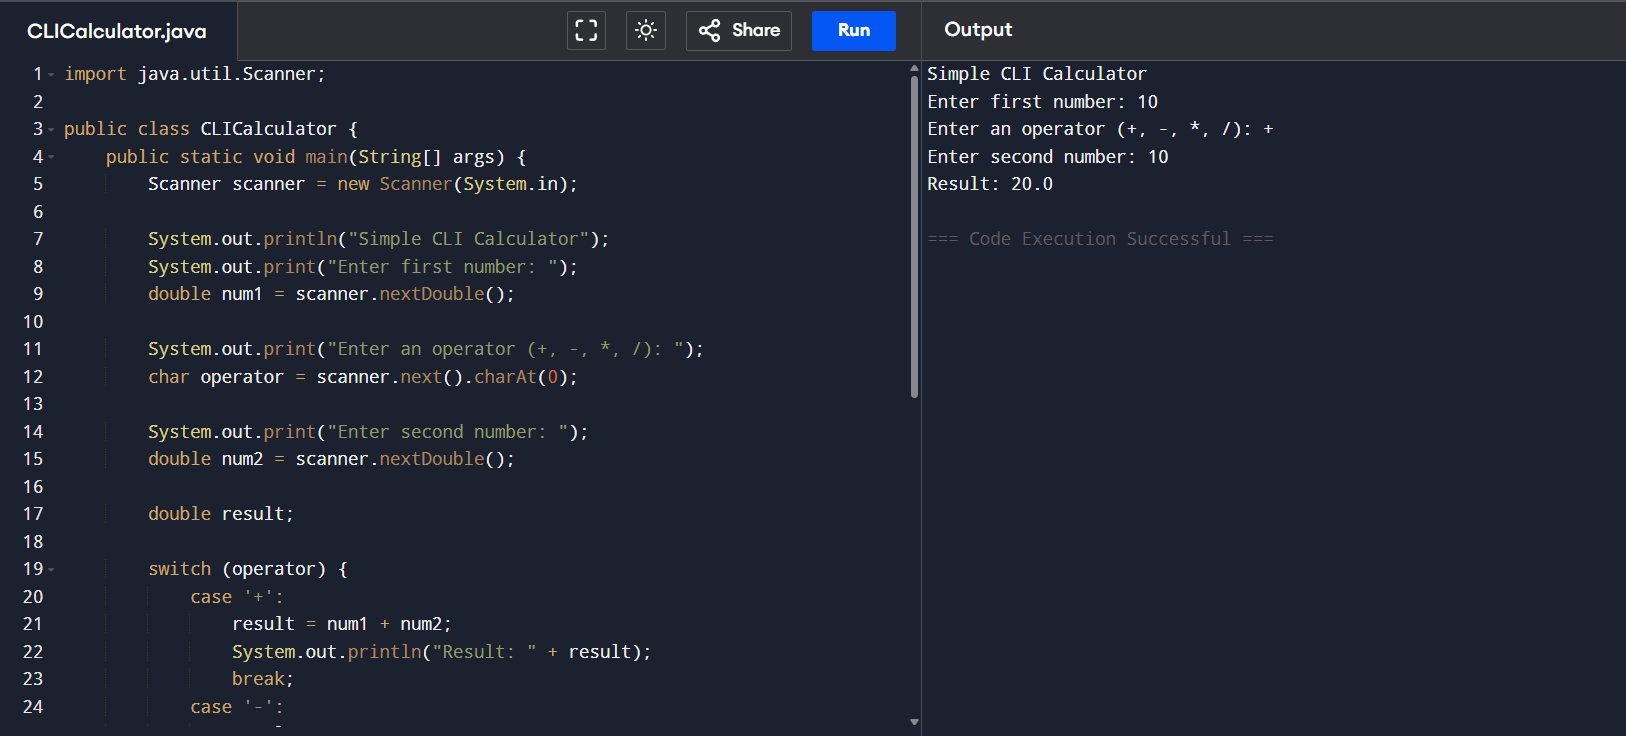 CLICalculator.java
Share
Run
Output
1 import java.util.Scanner;
2
3 public class CLICalculator {
4     public static void main(String[] args) {
5         Scanner scanner = new Scanner(System.in);
6
7         System.out.println("Simple CLI Calculator");
8         System.out.print("Enter first number: ");
9         double num1 = scanner.nextDouble();
10
11         System.out.print("Enter an operator (+, -, *, /): ");
12         char operator = scanner.next().charAt(0);
13
14         System.out.print("Enter second number: ");
15         double num2 = scanner.nextDouble();
16
17         double result;
18
19         switch (operator) {
20             case '+':
21                 result = num1 + num2;
22                 System.out.println("Result: " + result);
23                 break;
24             case '-':
Simple CLI Calculator
Enter first number: 10
Enter an operator (+, -, *, /): +
Enter second number: 10
Result: 20.0
=== Code Execution Successful ===